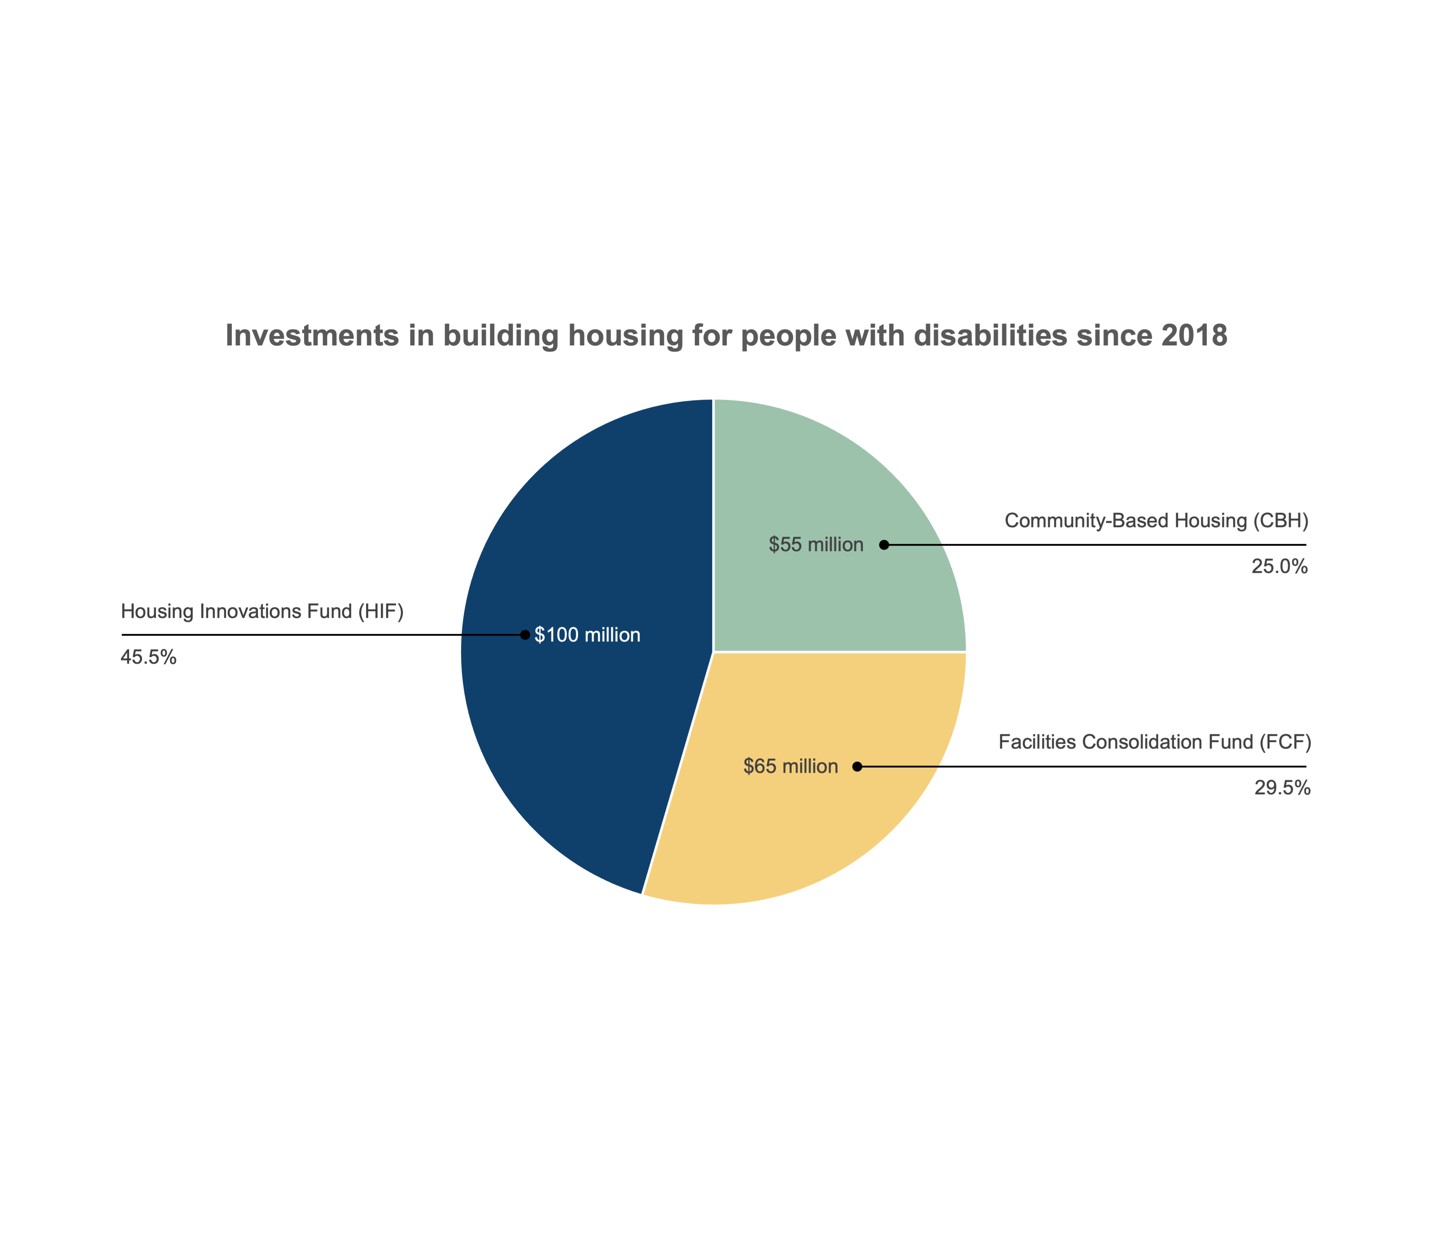 Investments in building housing for people with disabilities since 2018
Community-Based Housing (CBH)
$55 million
25.0%
Housing Innovations Fund (HIF)
$100 million
45.5%
Facilities Consolidation Fund (FCF)
$65 million
29.5%